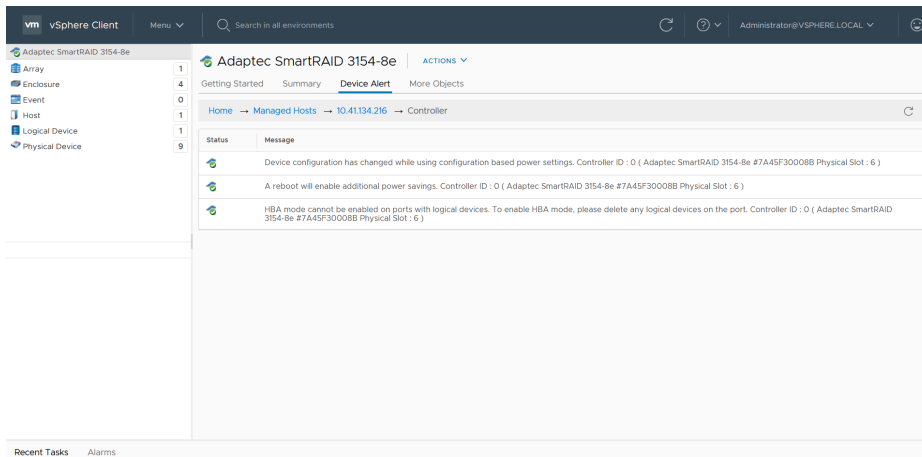 vm vSphere Client Menu Search in all environments Administrator@VSPHERE.LOCAL
Adaptec SmartRAID 3154-8e
Array 1
Enclosure 4
Event 0
Host 1
Logical Device 1
Physical Device 9
Adaptec SmartRAID 3154-8e ACTIONS
Getting Started Summary Device Alert More Objects
Home → Managed Hosts → 10.41.134.216 → Controller
Status Message
Device configuration has changed while using configuration based power settings. Controller ID : 0 ( Adaptec SmartRAID 3154-8e #7A45F30008B Physical Slot : 6 )
A reboot will enable additional power savings. Controller ID : 0 ( Adaptec SmartRAID 3154-8e #7A45F30008B Physical Slot : 6 )
HBA mode cannot be enabled on ports with logical devices. To enable HBA mode, please delete any logical devices on the port. Controller ID : 0 ( Adaptec SmartRAID
3154-8e #7A45F30008B Physical Slot : 6 )
Recent Tasks Alarms